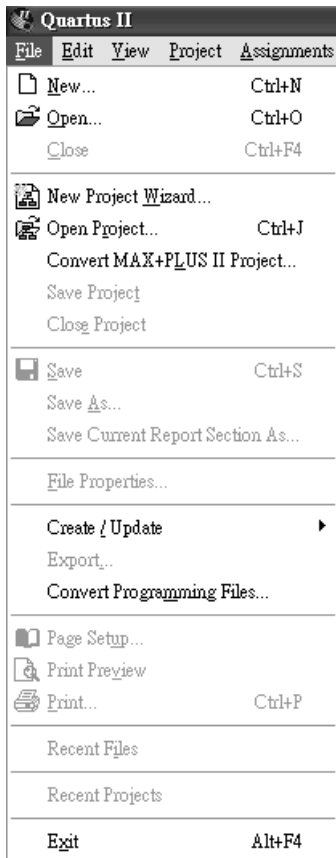 Quartus II
File Edit View Project Assignments
New... Ctrl+N
Open... Ctrl+O
Close Ctrl+F4
New Project Wizard...
Open Project... Ctrl+J
Convert MAX+PLUS II Project...
Save Project
Close Project
Save Ctrl+S
Save As...
Save Current Report Section As...
File Properties...
Create / Update
Export...
Convert Programming Files...
Page Setup...
Print Preview
Print... Ctrl+P
Recent Files
Recent Projects
Exit Alt+F4